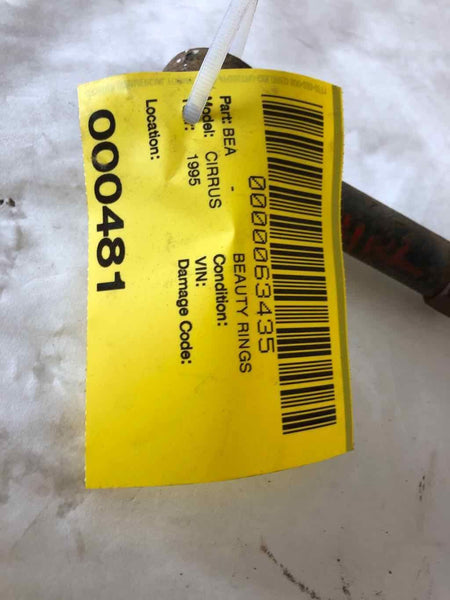 0000063435
Part: BEA - BEAUTY RINGS
Model: CIRRUS Condition:
1995 VIN:
Damage Code:
Location:
000481